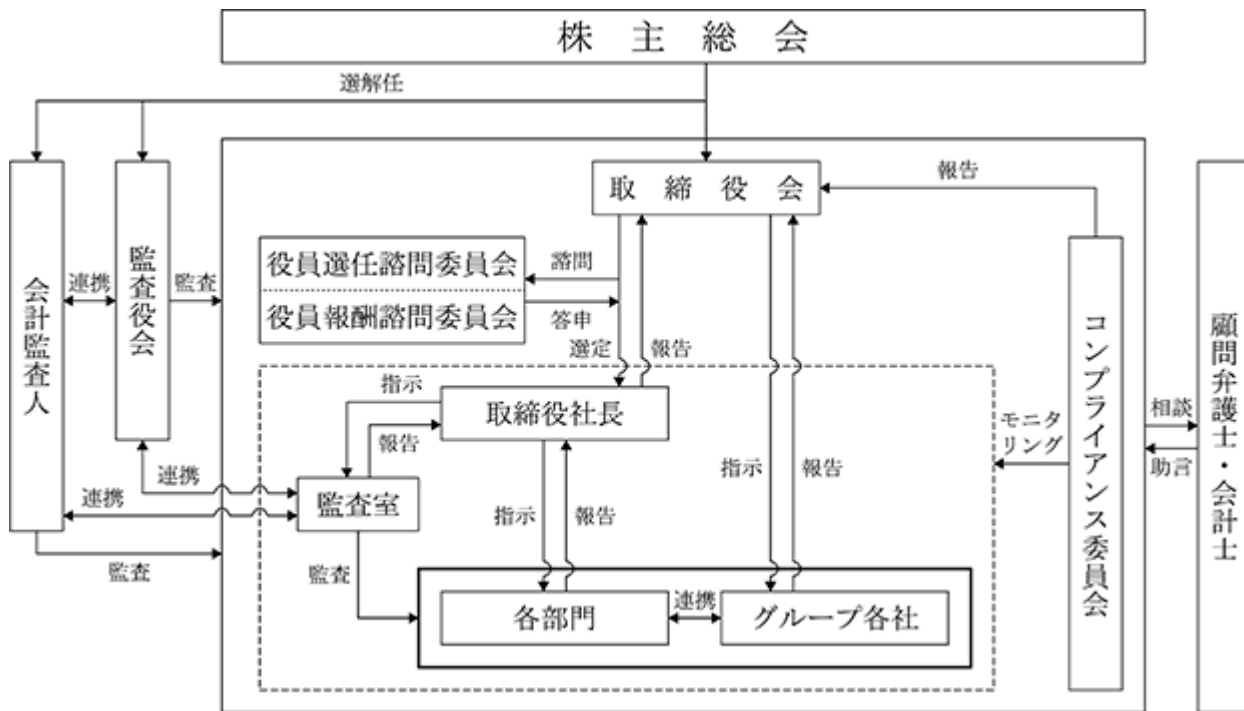 株主総会
選解任
取締役会
報告
役員選任諮問委員会
諮問
役員報酬諮問委員会
答申
会計監査人
連携
監査役会
監査
選定
報告
指示
取締役社長
報告
連携
連携
監査室
指示
報告
指示
報告
モニタ
リング
コンプライアンス委員会
相談
助言
顧問弁護士・会計士
監査
監査
各部門
連携
グループ各社